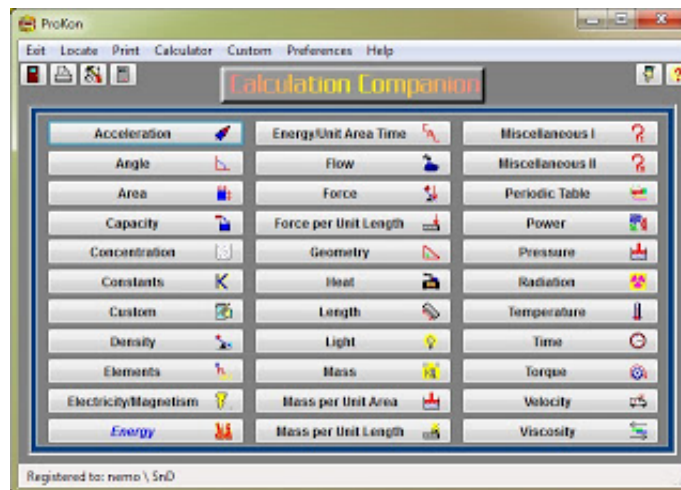 ProKon
Exit Locate Print Calculator Custom Preferences Help
Calculation Companion
Acceleration Energy/Unit Area Time Miscellaneous I
Angle Flow Miscellaneous II
Area Force Periodic Table
Capacity Force per Unit Length Power
Concentration Geometry Pressure
Constants Heat Radiation
Custom Length Temperature
Density Light Time
Elements Mass Torque
Electricity/Magnetism Mass per Unit Area Velocity
Energy Mass per Unit Length Viscosity
Registered to: nemo \ SnD